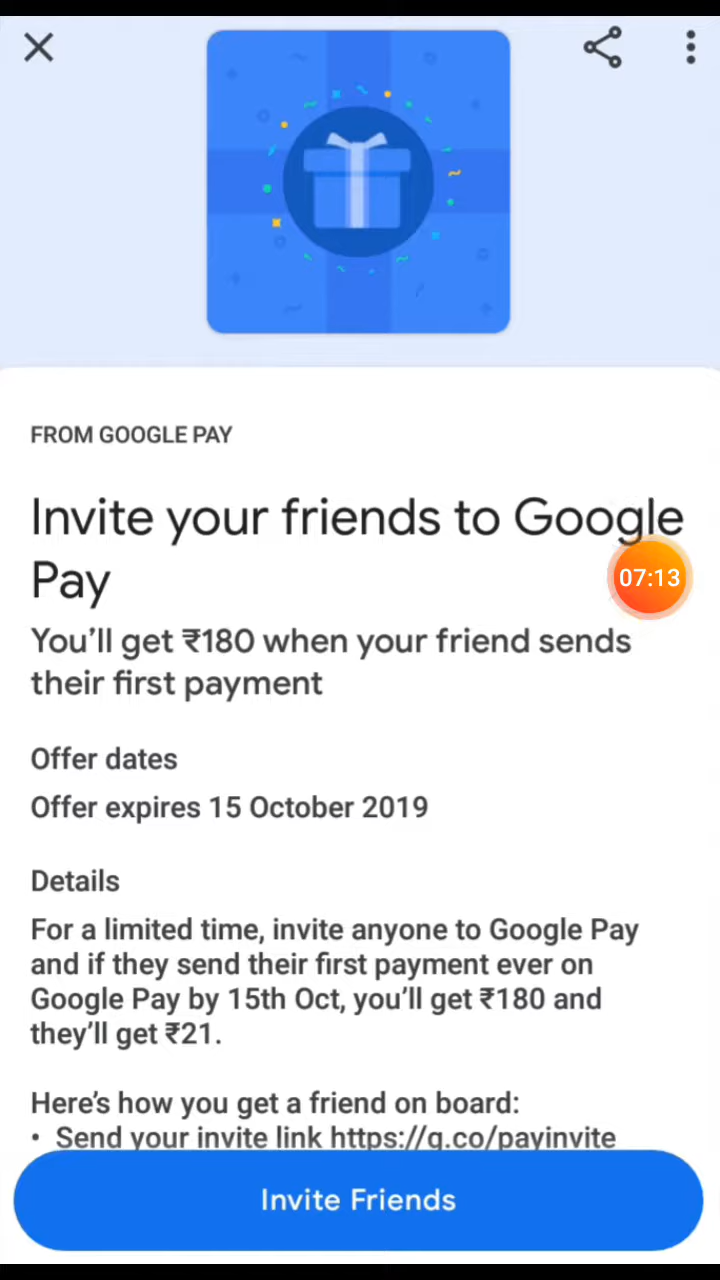 FROM GOOGLE PAY
Invite your friends to Google
Pay
07:13
You’ll get ₹180 when your friend sends
their first payment
Offer dates
Offer expires 15 October 2019
Details
For a limited time, invite anyone to Google Pay
and if they send their first payment ever on
Google Pay by 15th Oct, you’ll get ₹180 and
they’ll get ₹21.
Here’s how you get a friend on board:
• Send your invite link https://g.co/payinvite
Invite Friends